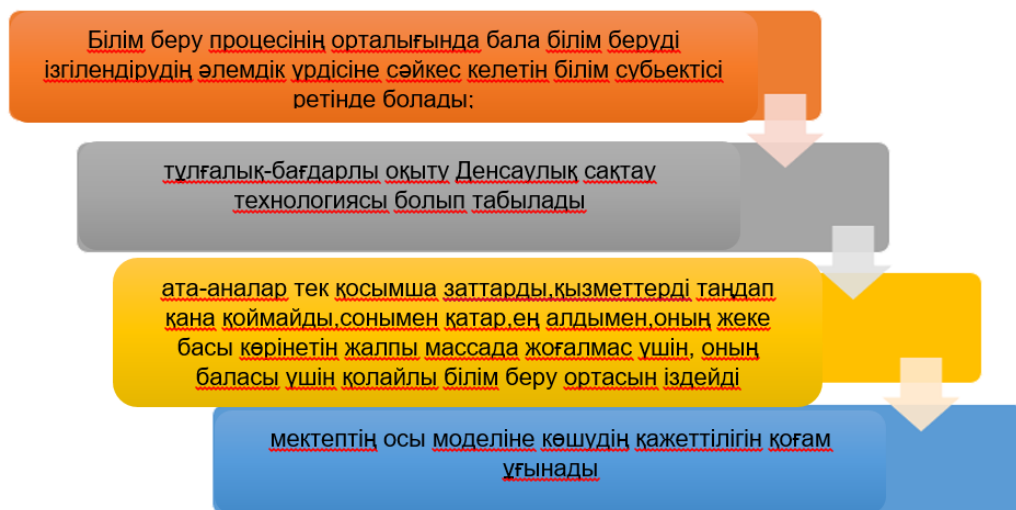 Білім беру процесінің орталығында бала білім беруді
ізгілендірудің әлемдік үрдісіне сәйкес келетін білім субьектісі
ретінде болады;
тұлғалық-бағдарлы оқыту Денсаулық сақтау
технологиясы болып табылады
ата-аналар тек қосымша заттарды,қызметтерді таңдап
қана қоймайды,сонымен қатар,ең алдымен,оның жеке
басы көрінетін жалпы массада жоғалмас үшін, оның
баласы үшін қолайлы білім беру ортасын іздейді
мектептің осы моделіне көшудің қажеттілігін қоғам
ұғынады